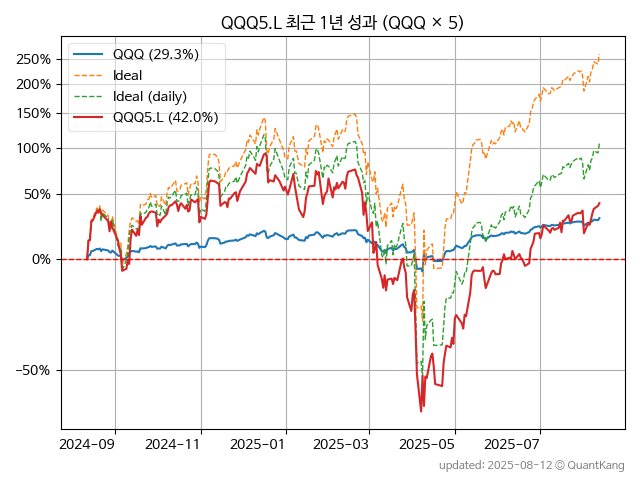 QQQ5.L 최근 1년 성과 (QQQ × 5)
QQQ (29.3%)
Ideal
Ideal (daily)
QQQ5.L (42.0%)
250%
200%
150%
100%
50%
0%
−50%
2024-09
2024-11
2025-01
2025-03
2025-05
2025-07
updated: 2025-08-12 © QuantKang